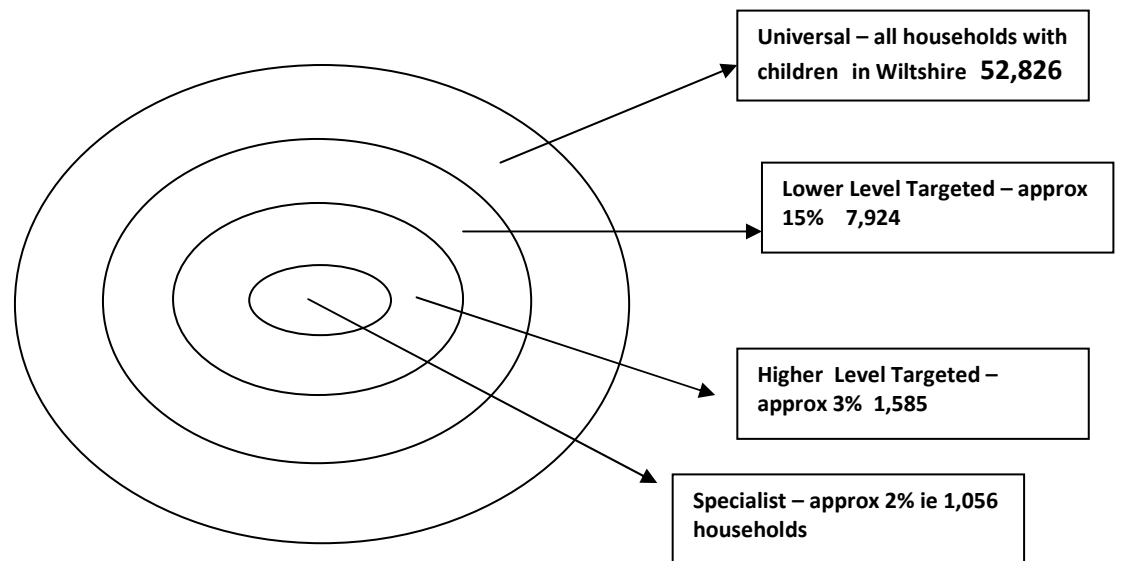 Universal – all households with
children in Wiltshire 52,826
Lower Level Targeted – approx
15% 7,924
Higher Level Targeted –
approx 3% 1,585
Specialist – approx 2% ie 1,056
households